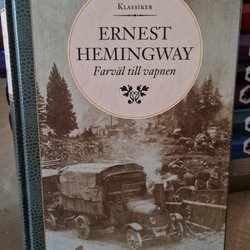 KLASSIKER
ERNEST
HEMINGWAY
Farväl till vapnen